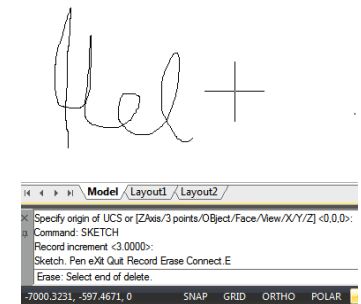 Model Layout1 Layout2
Specify origin of UCS or [ZAxis/3 points/OBject/Face/View/X/Y/Z] <0,0,0>:
Command: SKETCH
Record increment <3.0000>:
Sketch. Pen eXit Quit Record Erase Connect.E
Erase: Select end of delete.
-7000.3231, -597.4671, 0 SNAP GRID ORTHO POLAR